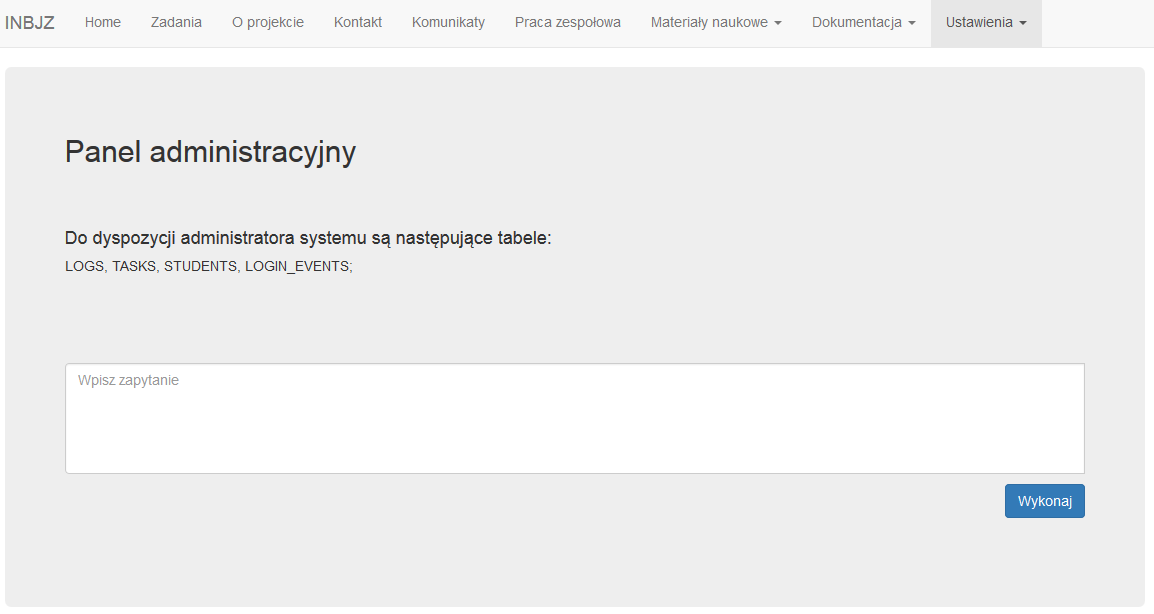 INBJZ Home Zadania O projekcie Kontakt Komunikaty Praca zespołowa Materiały naukowe Dokumentacja Ustawienia
Panel administracyjny
Do dyspozycji administratora systemu są następujące tabele:
LOGS, TASKS, STUDENTS, LOGIN_EVENTS;
Wpisz zapytanie
Wykonaj